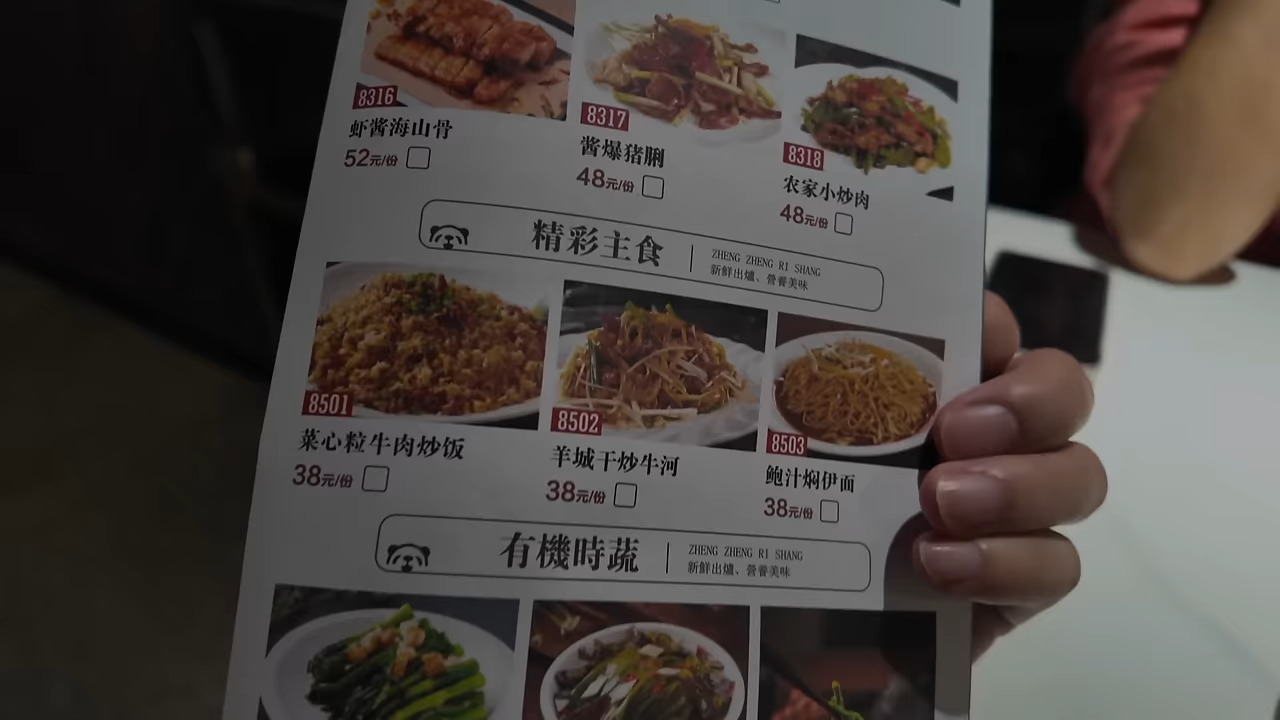 8316
虾酱海山骨
52元/份
8317
酱爆猪脷
48元/份
8318
农家小炒肉
48元/份
精彩主食
ZHENG ZHENG RI SHANG
新鲜出爐、營養美味
8501
菜心粒牛肉炒饭
38元/份
8502
羊城干炒牛河
38元/份
8503
鲍汁焖伊面
38元/份
有機時蔬
ZHENG ZHENG RI SHANG
新鲜出爐、營養美味